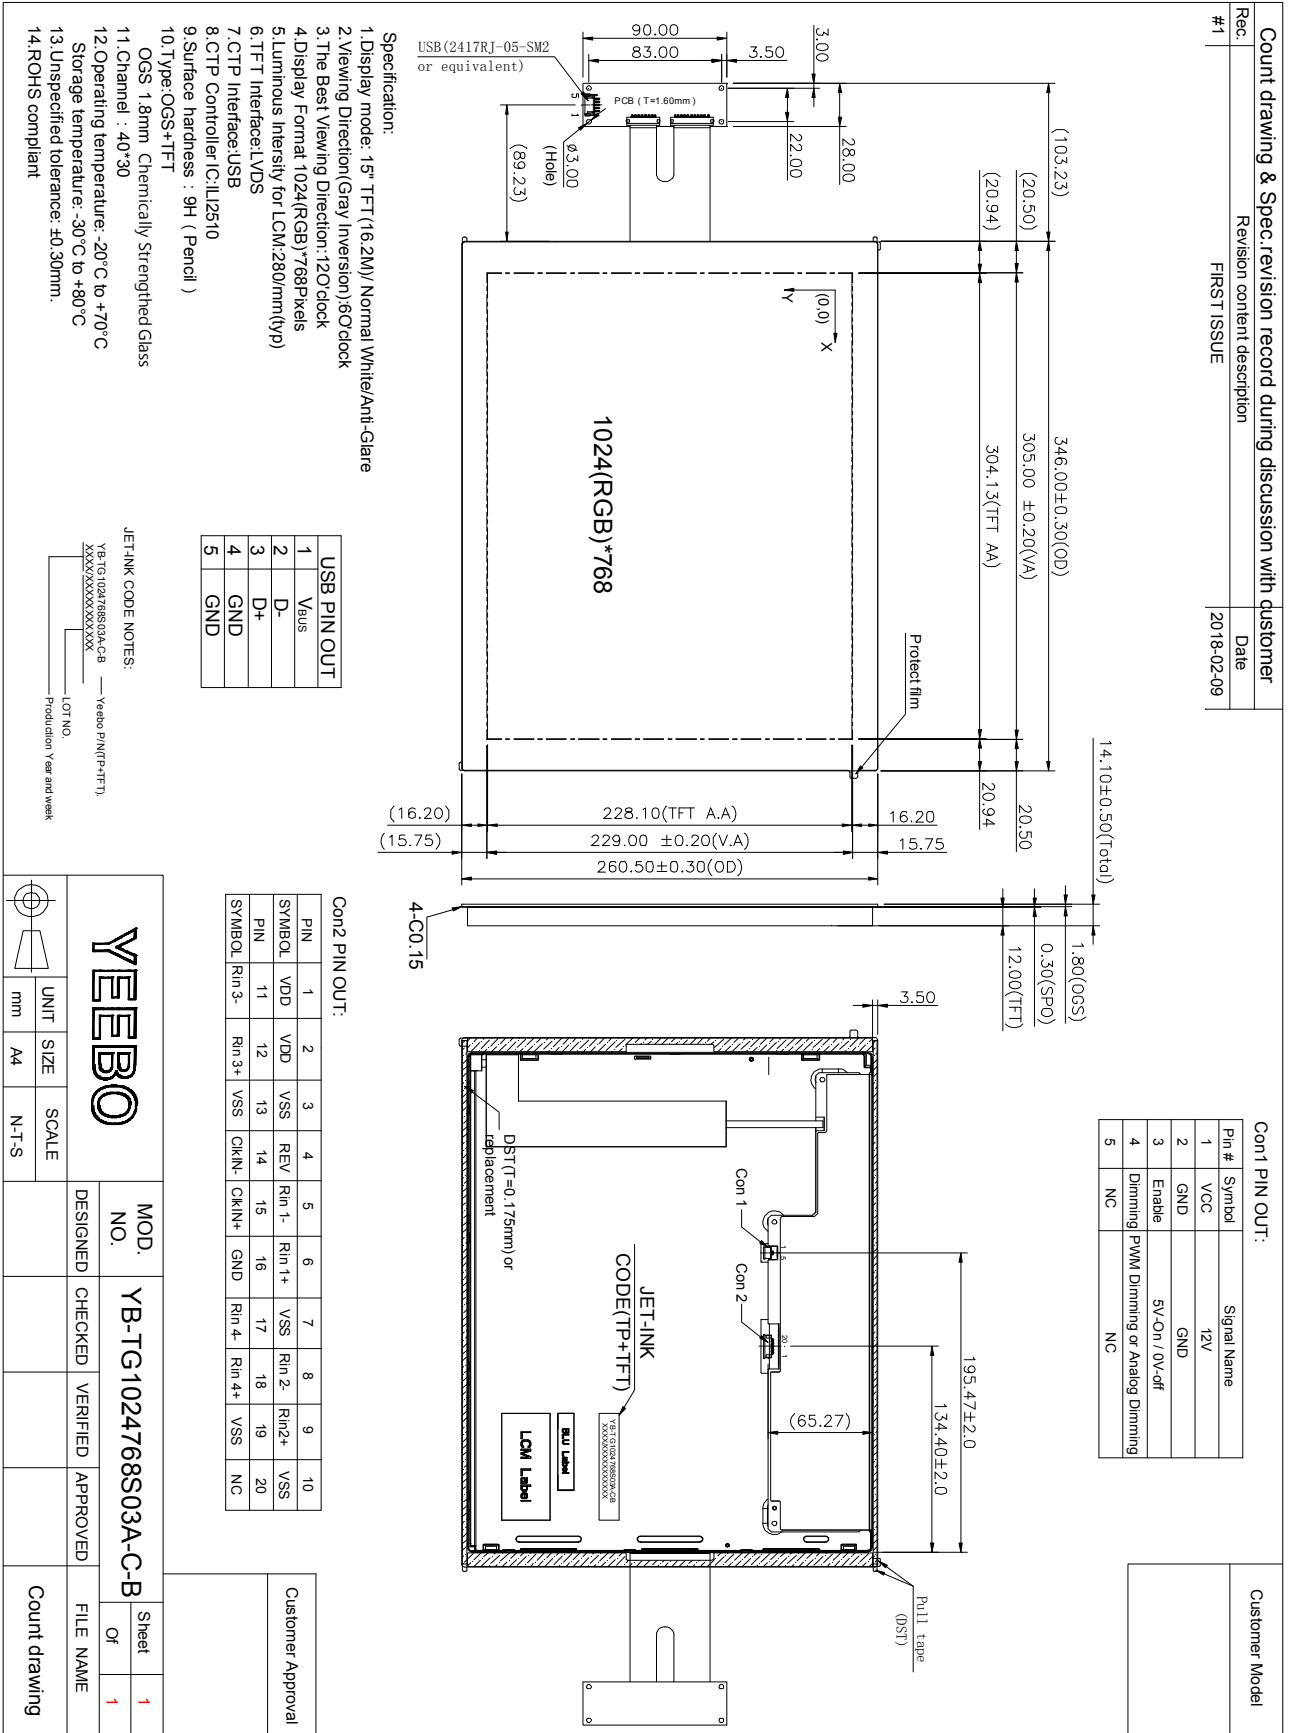 Count drawing & Spec.revision record during discussion with customer
Rec. Revision content description Date
#1 FIRST ISSUE 2018-02-09
Customer Model
(103.23)
346.00±0.30(OD)
(20.50) 305.00 ±0.20(VA) 20.50
(20.94) 304.13(TFT AA) 20.94
3.00
28.00
22.00
90.00
83.00
3.50
USB(2417RJ-05-SM2
or equivalent)
PCB ( T=1.60mm )
5 1
Ø3.00
(Hole)
(89.23)
(0,0)
X
Y
1024(RGB)*768
Protect film
(16.20) 228.10(TFT A.A) 16.20
(15.75) 229.00 ±0.20(V.A) 15.75
260.50±0.30(OD)
14.10±0.50(Total)
1.80(OGS)
0.30(SPO)
12.00(TFT)
4-C0.15
3.50
Con1 PIN OUT:
Pin # Symbol Signal Name
1 VCC 12V
2 GND GND
3 Enable 5V-On / 0V-off
4 Dimming PWM Dimming or Analog Dimming
5 NC NC
195.47±2.0
134.40±2.0
(65.27)
Con 1
1 5
Con 2
20 1
DST(T=0.175mm) or
replacement
JET-INK
CODE(TP+TFT)
YB-TG1024768S03A-C-B
XXXX/XXXXXXXXXXXX
BLU Label
LCM Label
Pull tape
(DST)
Specification:
1.Display mode: 15" TFT(16.2M)/ Normal White/Anti-Glare
2.Viewing Direction(Gray Inversion):6O'clock
3.The Best Viewing Direction:12O'clock
4.Display Format 1024(RGB)*768Pixels
5.Luminous Intersity for LCM:280/mm(typ)
6.TFT Interface:LVDS
7.CTP Interface:USB
8.CTP Controller IC:ILI2510
9.Surface hardness : 9H ( Pencil )
10.Type:OGS+TFT
OGS 1.8mm Chemically Strengthed Glass
11.Channel : 40*30
12.Operating temperature: -20°C to +70°C
Storage temperature: -30°C to +80°C
13.Unspecified tolerance: ±0.30mm.
14.ROHS compliant
USB PIN OUT
1 VBUS
2 D-
3 D+
4 GND
5 GND
JET-INK CODE NOTES:
YB-TG1024768S03A-C-B Yeebo P/N(TP+TFT).
XXXX/XXXXXXXXXXXX
LOT NO.
Production Year and week
Con2 PIN OUT:
PIN 1 2 3 4 5 6 7 8 9 10
SYMBOL VDD VDD VSS REV Rin 1- Rin 1+ VSS Rin 2- Rin2+ VSS
PIN 11 12 13 14 15 16 17 18 19 20
SYMBOL Rin 3- Rin 3+ VSS ClkIN- ClkIN+ GND Rin 4- Rin 4+ VSS NC
Customer Approval
YEEBO
MOD.
NO. YB-TG1024768S03A-C-B
Sheet 1
Of 1
UNIT SIZE SCALE
mm A4 N-T-S
DESIGNED CHECKED VERIFIED APPROVED FILE NAME
Count drawing